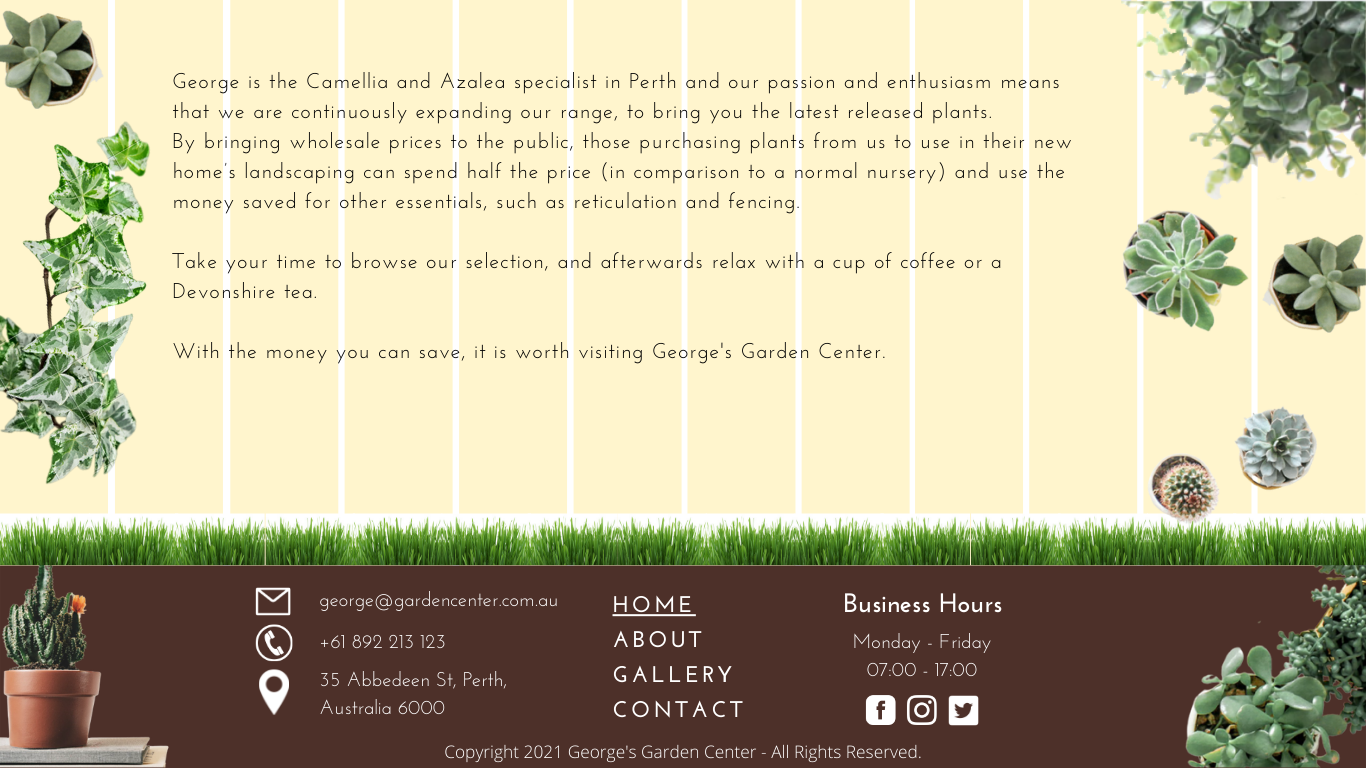 George is the Camellia and Azalea specialist in Perth and our passion and enthusiasm means
that we are continuously expanding our range, to bring you the latest released plants.
By bringing wholesale prices to the public, those purchasing plants from us to use in their new
home's landscaping can spend half the price (in comparison to a normal nursery) and use the
money saved for other essentials, such as reticulation and fencing.
Take your time to browse our selection, and afterwards relax with a cup of coffee or a
Devonshire tea.
With the money you can save, it is worth visiting George's Garden Center.
george@gardencenter.com.au
+61 892 213 123
35 Abbedeen St, Perth,
Australia 6000
HOME
ABOUT
GALLERY
CONTACT
Business Hours
Monday - Friday
07:00 - 17:00
Copyright 2021 George's Garden Center - All Rights Reserved.